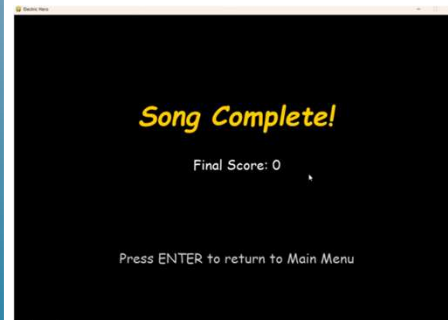 Electric Hero
Song Complete!
Final Score: 0
Press ENTER to return to Main Menu